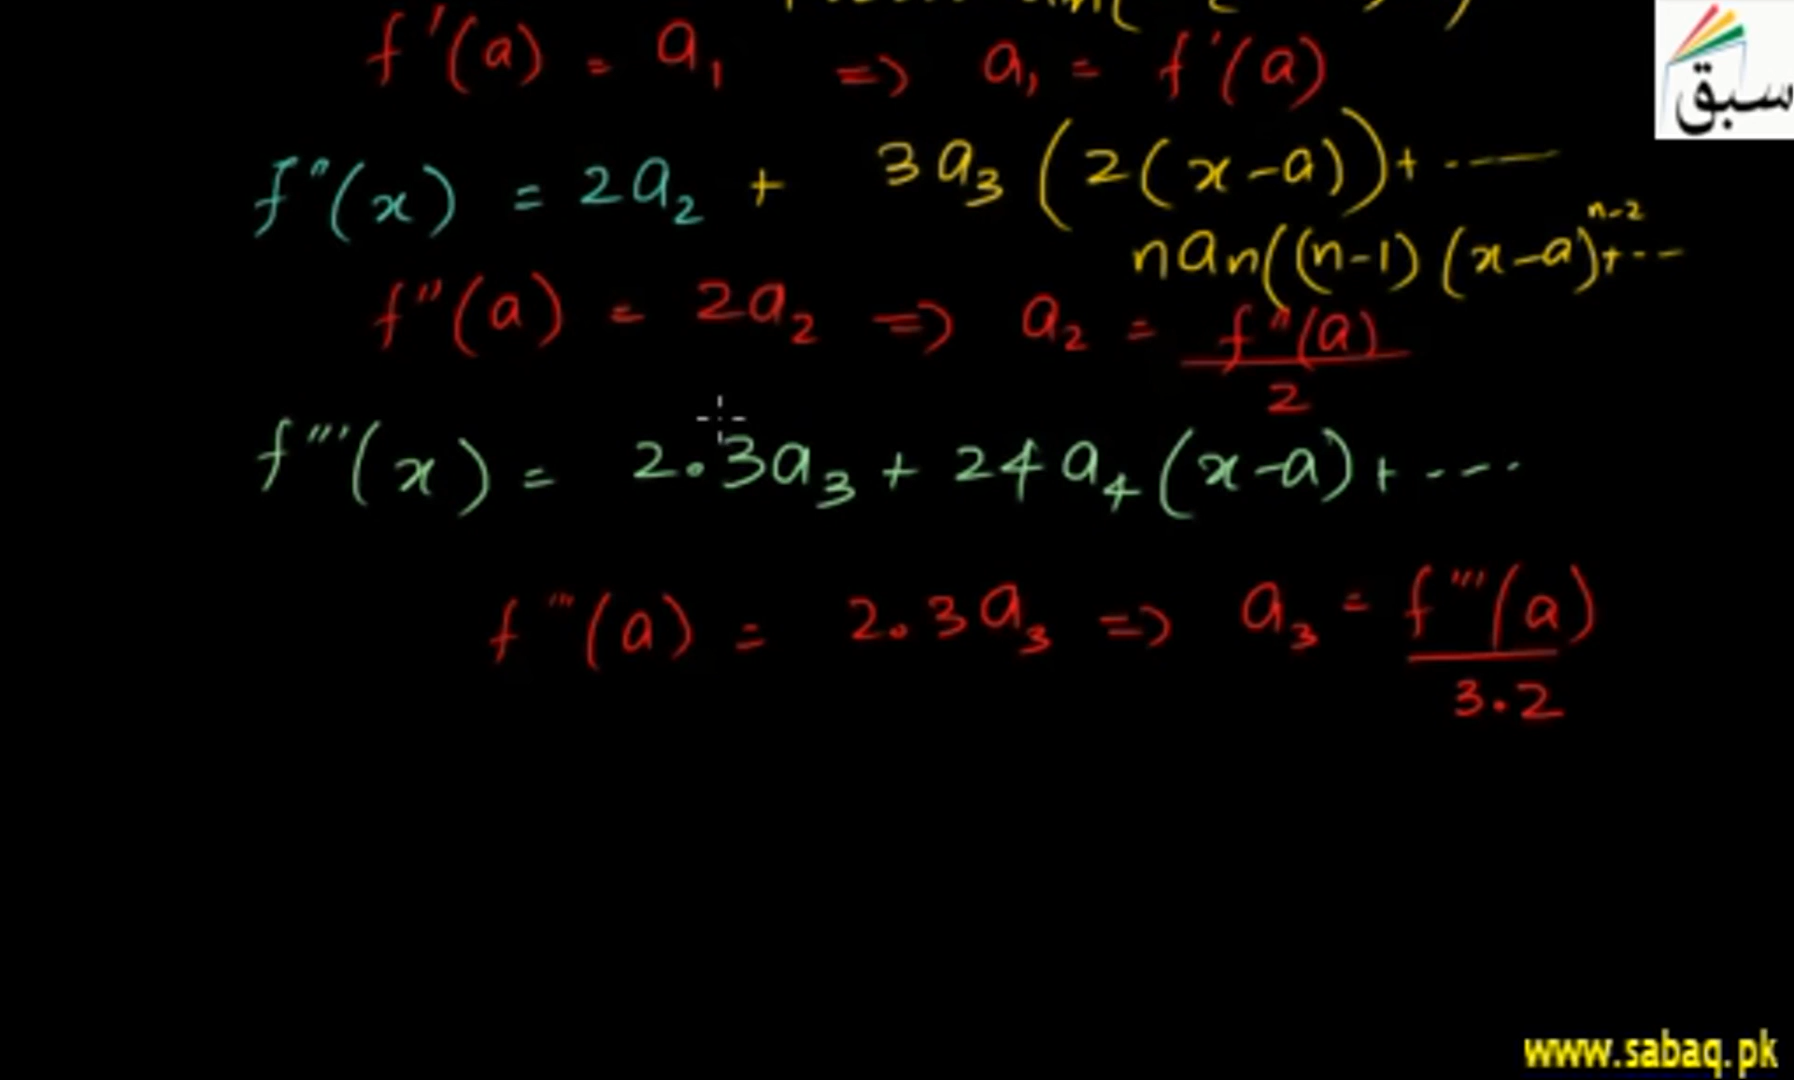 f'(a) = a₁ => a₁ = f'(a)
سبق
f''(x) = 2a₂ + 3a₃(2(x-a)) + ----
nan((n-1)(x-a)ⁿ⁻²+---
f''(a) = 2a₂ => a₂ = f''(a)/2
f'''(x) = 2.3a₃ + 24a₄(x-a) + ----
f'''(a) = 2.3a₃ => a₃ = f'''(a)/3.2
www.sabaq.pk